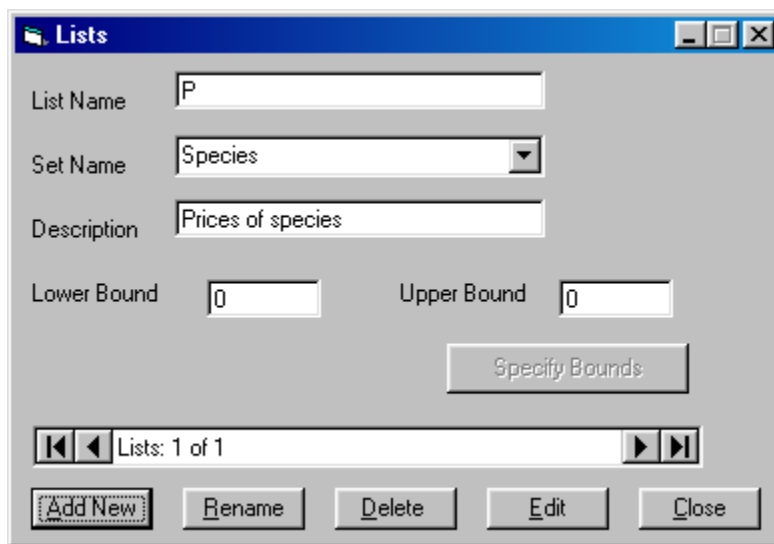 Lists
List Name P
Set Name Species
Description Prices of species
Lower Bound 0 Upper Bound 0
Specify Bounds
Lists: 1 of 1
Add New Rename Delete Edit Close